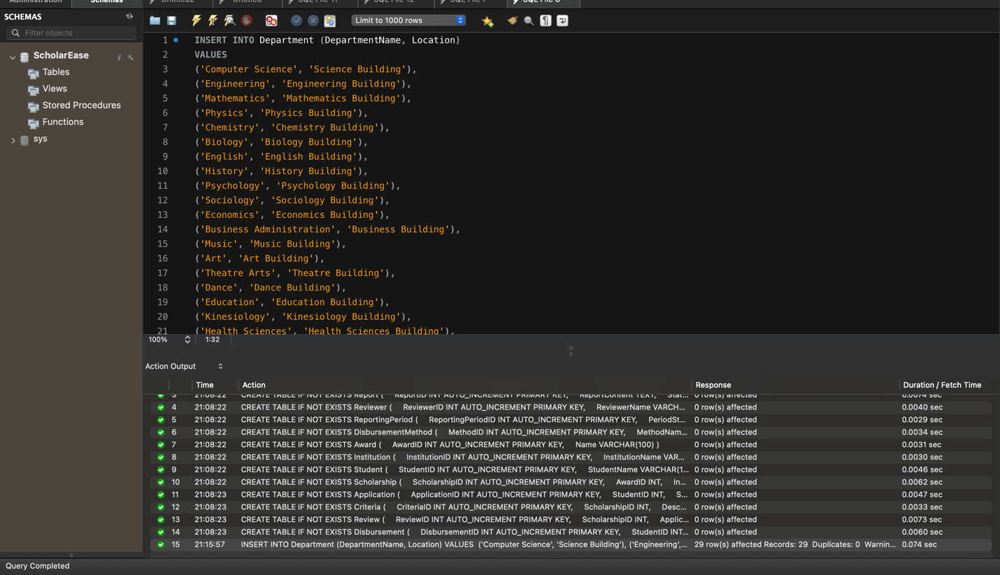 Administration Schemas Untitled2 Untitled SQL File 11 SQL File 12 SQL File 7
SCHEMAS
Filter objects
ScholarEase
Tables
Views
Stored Procedures
Functions
sys
Limit to 1000 rows
1 INSERT INTO Department (DepartmentName, Location)
2 VALUES
3 ('Computer Science', 'Science Building'),
4 ('Engineering', 'Engineering Building'),
5 ('Mathematics', 'Mathematics Building'),
6 ('Physics', 'Physics Building'),
7 ('Chemistry', 'Chemistry Building'),
8 ('Biology', 'Biology Building'),
9 ('English', 'English Building'),
10 ('History', 'History Building'),
11 ('Psychology', 'Psychology Building'),
12 ('Sociology', 'Sociology Building'),
13 ('Economics', 'Economics Building'),
14 ('Business Administration', 'Business Building'),
15 ('Music', 'Music Building'),
16 ('Art', 'Art Building'),
17 ('Theatre Arts', 'Theatre Building'),
18 ('Dance', 'Dance Building'),
19 ('Education', 'Education Building'),
20 ('Kinesiology', 'Kinesiology Building'),
21 ('Health Sciences', 'Health Sciences Building'),
100% 1:32
Action Output
Time Action Response Duration / Fetch Time
3 21:08:22 CREATE TABLE IF NOT EXISTS Report ( ReportID INT AUTO_INCREMENT PRIMARY KEY, ReportContent TEXT, Stat... 0 row(s) affected 0.0074 sec
4 21:08:22 CREATE TABLE IF NOT EXISTS Reviewer ( ReviewerID INT AUTO_INCREMENT PRIMARY KEY, ReviewerName VARCH... 0 row(s) affected 0.0040 sec
5 21:08:22 CREATE TABLE IF NOT EXISTS ReportingPeriod ( ReportingPeriodID INT AUTO_INCREMENT PRIMARY KEY, PeriodSt... 0 row(s) affected 0.0029 sec
6 21:08:22 CREATE TABLE IF NOT EXISTS DisbursementMethod ( MethodID INT AUTO_INCREMENT PRIMARY KEY, MethodNam... 0 row(s) affected 0.0034 sec
7 21:08:22 CREATE TABLE IF NOT EXISTS Award ( AwardID INT AUTO_INCREMENT PRIMARY KEY, Name VARCHAR(100) ) 0 row(s) affected 0.0031 sec
8 21:08:22 CREATE TABLE IF NOT EXISTS Institution ( InstitutionID INT AUTO_INCREMENT PRIMARY KEY, InstitutionName VAR... 0 row(s) affected 0.0030 sec
9 21:08:22 CREATE TABLE IF NOT EXISTS Student ( StudentID INT AUTO_INCREMENT PRIMARY KEY, StudentName VARCHAR(1... 0 row(s) affected 0.0046 sec
10 21:08:22 CREATE TABLE IF NOT EXISTS Scholarship ( ScholarshipID INT AUTO_INCREMENT PRIMARY KEY, AwardID INT, In... 0 row(s) affected 0.0062 sec
11 21:08:23 CREATE TABLE IF NOT EXISTS Application ( ApplicationID INT AUTO_INCREMENT PRIMARY KEY, StudentID INT, S... 0 row(s) affected 0.0047 sec
12 21:08:23 CREATE TABLE IF NOT EXISTS Criteria ( CriteriaID INT AUTO_INCREMENT PRIMARY KEY, ScholarshipID INT, Desc... 0 row(s) affected 0.0033 sec
13 21:08:23 CREATE TABLE IF NOT EXISTS Review ( ReviewID INT AUTO_INCREMENT PRIMARY KEY, ScholarshipID INT, Applic... 0 row(s) affected 0.0073 sec
14 21:08:23 CREATE TABLE IF NOT EXISTS Disbursement ( DisbursementID INT AUTO_INCREMENT PRIMARY KEY, StudentID INT... 0 row(s) affected 0.0060 sec
15 21:15:57 INSERT INTO Department (DepartmentName, Location) VALUES ('Computer Science', 'Science Building'), ('Engineering',... 29 row(s) affected Records: 29 Duplicates: 0 Warnin... 0.074 sec
Query Completed